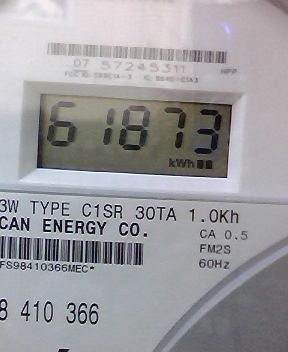 07 57245311
61873
kWh
3W TYPE C1SR 30TA 1.0Kh
CAN ENERGY CO.
CA 0.5
FM2S
60Hz
FS98410366MEC*
8 410 366